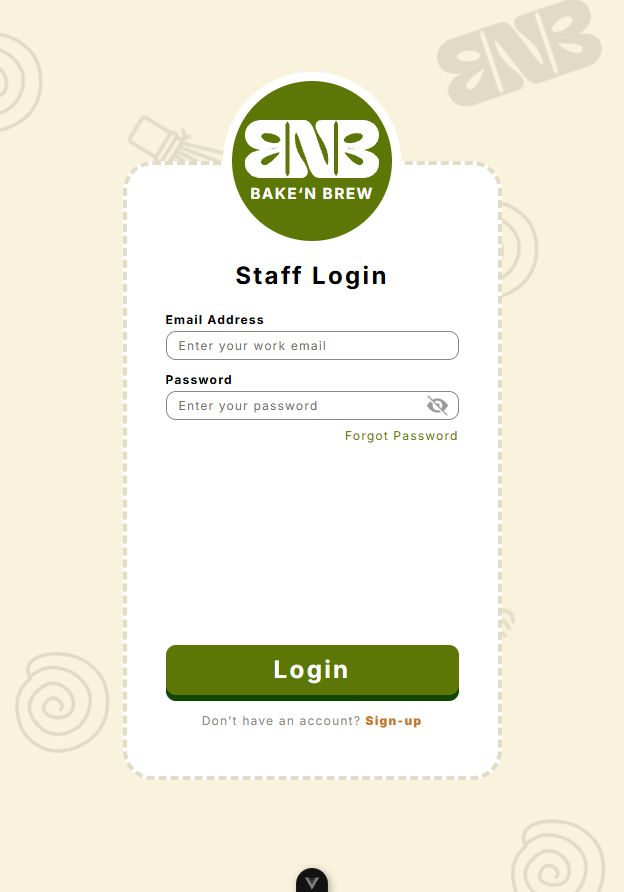 BNB
BNB
BAKE‘N BREW
Staff Login
Email Address
Enter your work email
Password
Enter your password
Forgot Password
Login
Don’t have an account? Sign-up